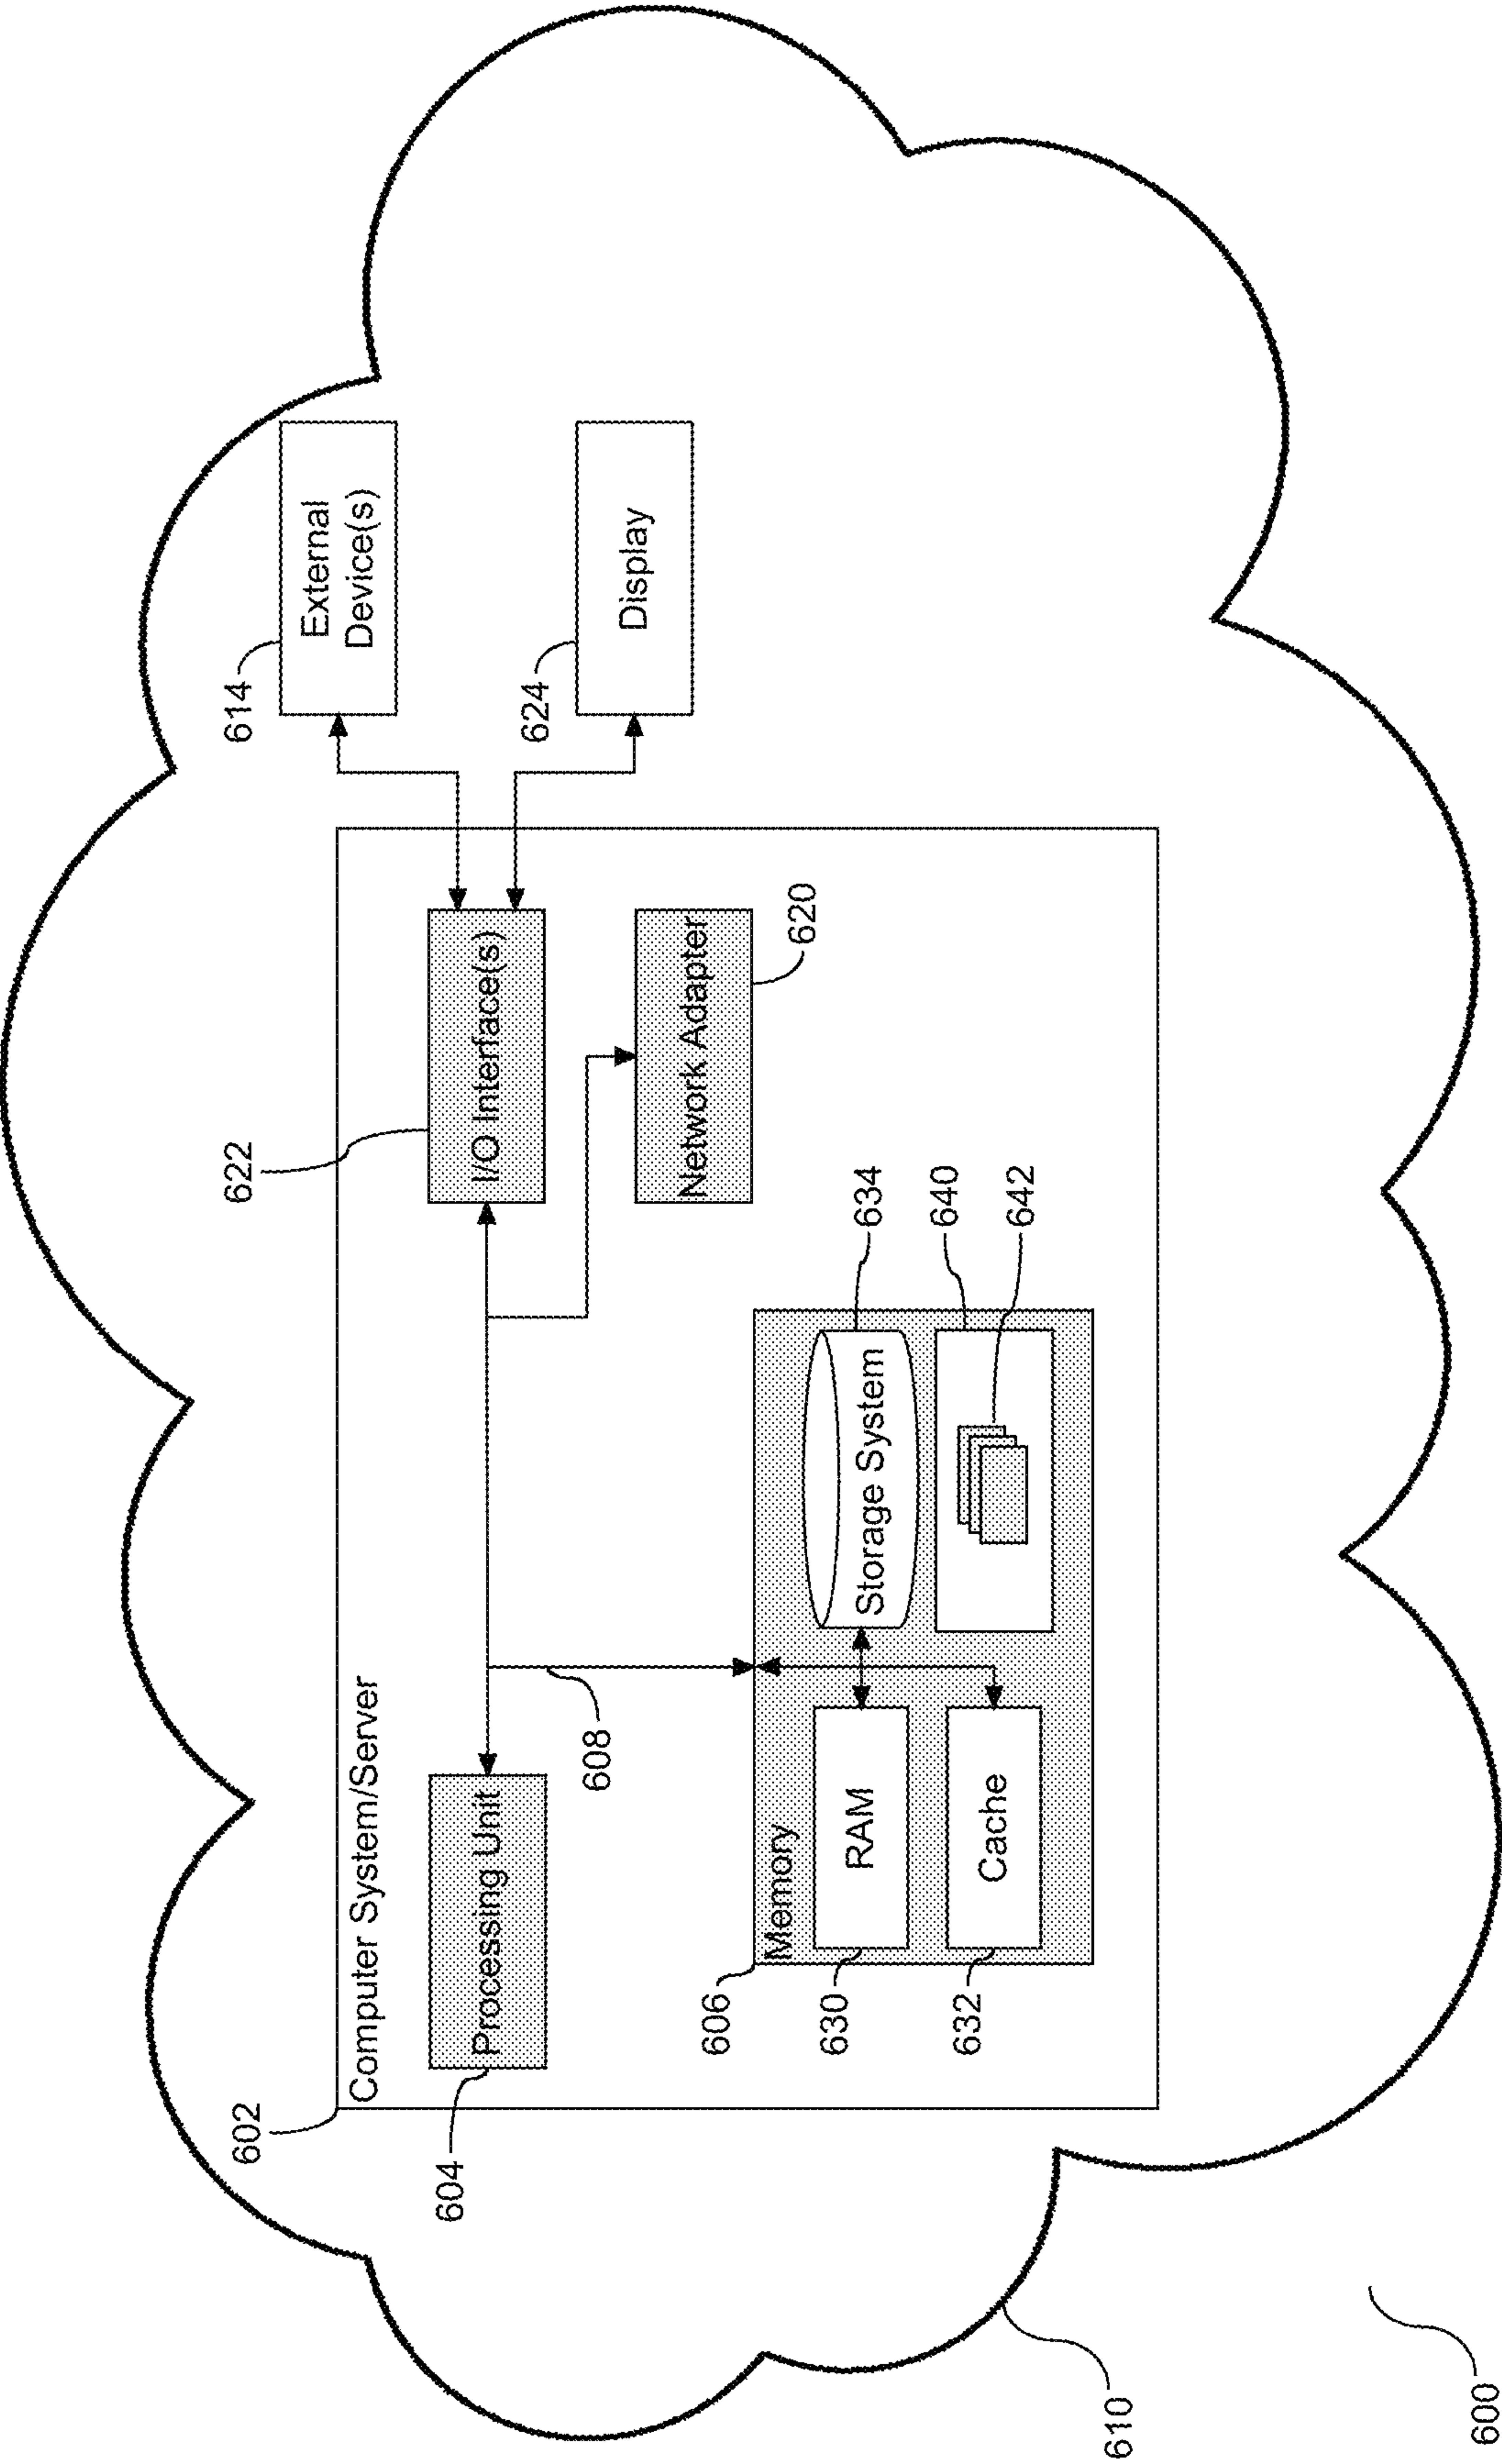 602
Computer System/Server
604
Processing Unit
608
622
I/O Interface(s)
614
External
Device(s)
624
Display
Network Adapter
620
606
Memory
630
RAM
632
Cache
Storage System
634
640
642
610
600